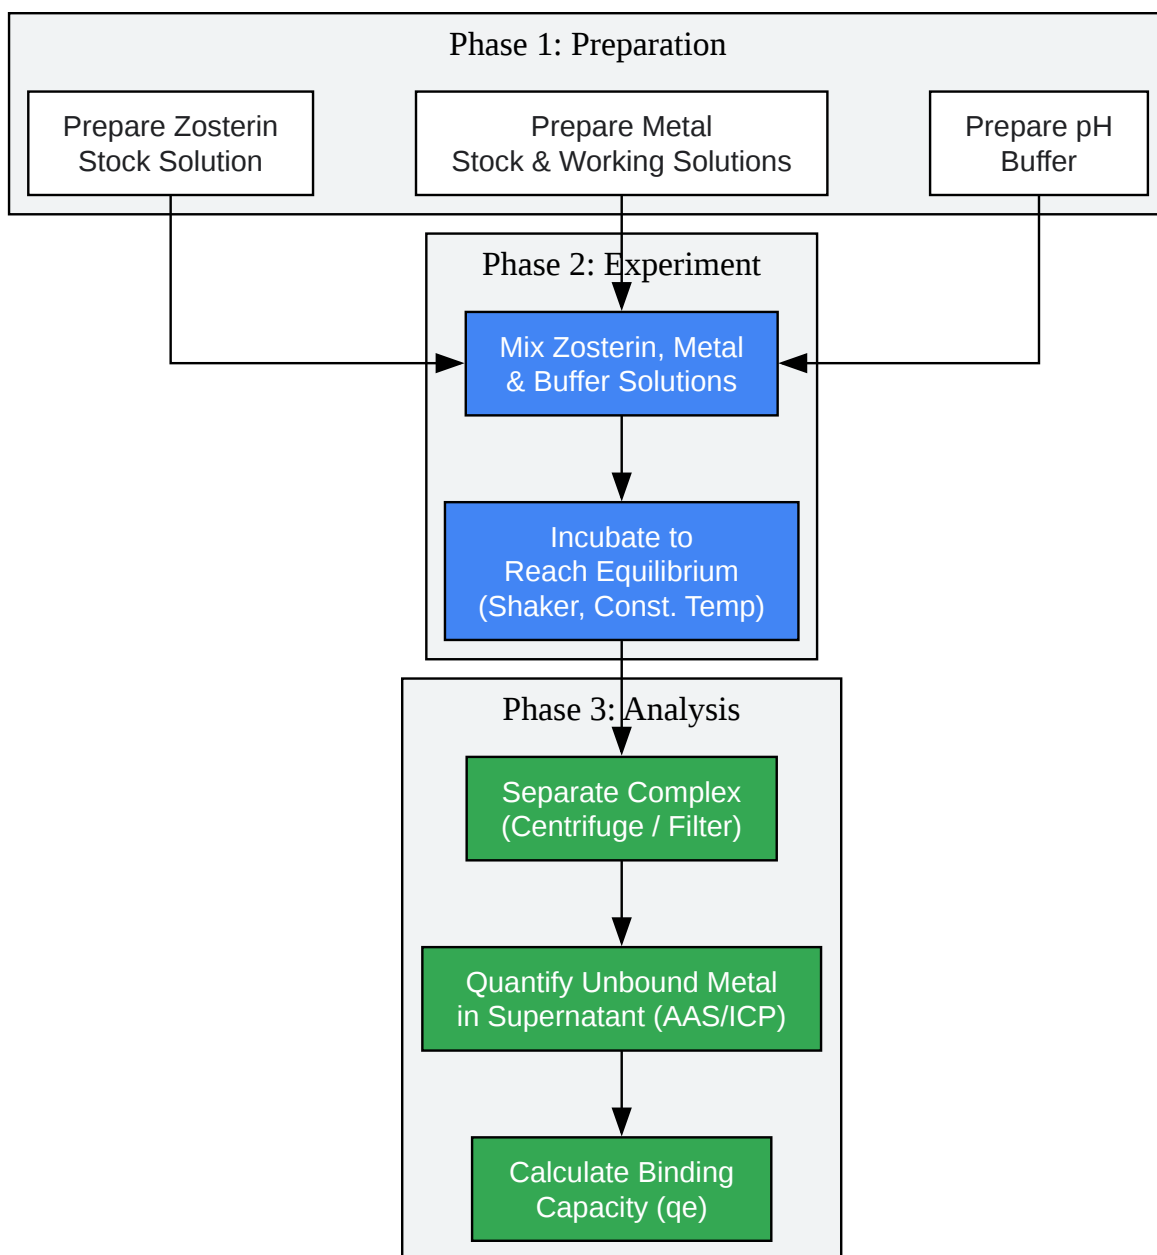 Phase 1: Preparation
Prepare Zosterin
Stock Solution
Prepare Metal
Stock & Working Solutions
Prepare pH
Buffer
Phase 2: Experiment
Mix Zosterin, Metal
& Buffer Solutions
Incubate to
Reach Equilibrium
(Shaker, Const. Temp)
Phase 3: Analysis
Separate Complex
(Centrifuge / Filter)
Quantify Unbound Metal
in Supernatant (AAS/ICP)
Calculate Binding
Capacity (qe)